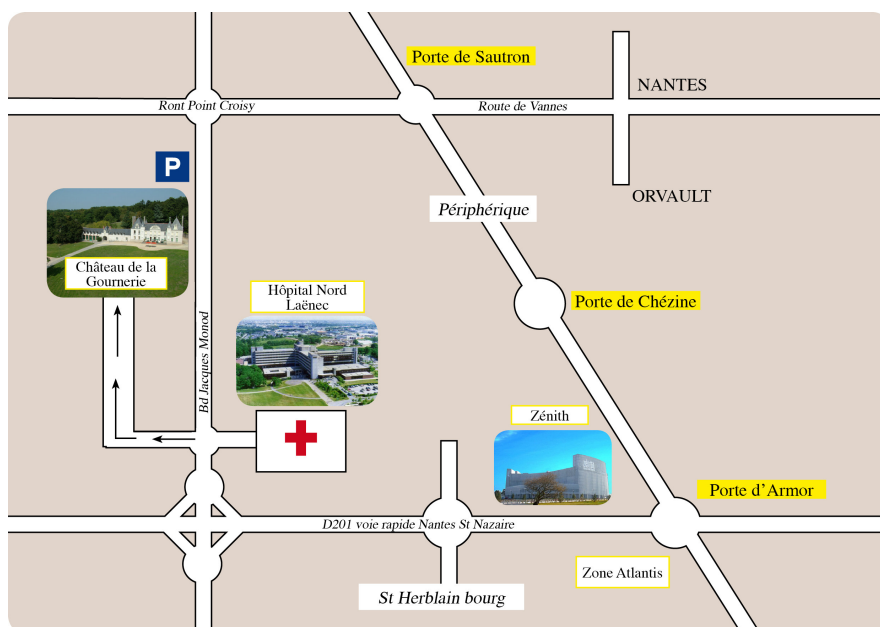 Porte de Sautron
NANTES
Ront Point Croisy
Route de Vannes
P
ORVAULT
Périphérique
Château de la
Gournerie
Hôpital Nord
Laënec
Porte de Chézine
Bd Jacques Monod
Zénith
Porte d’Armor
D201 voie rapide Nantes St Nazaire
Zone Atlantis
St Herblain bourg